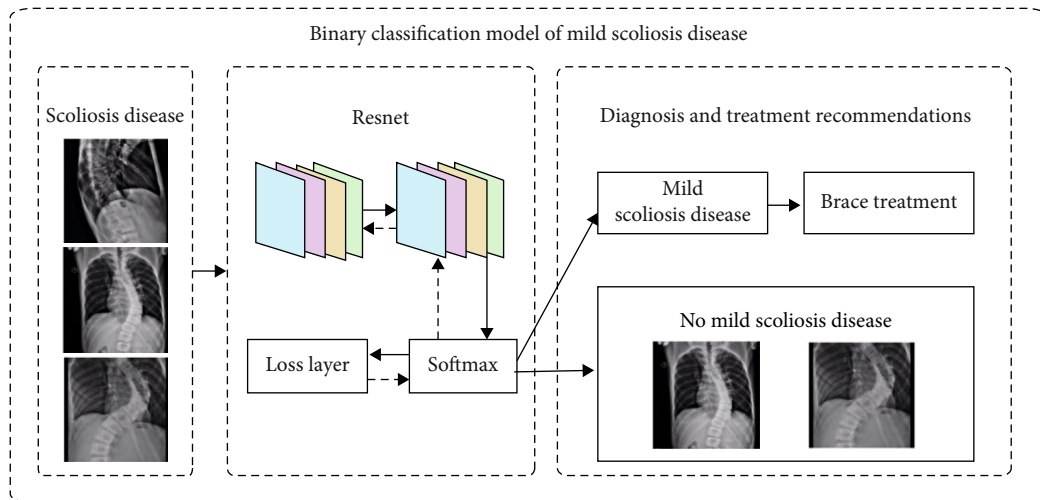 Binary classification model of mild scoliosis disease
Scoliosis disease
Resnet
Loss layer
Softmax
Diagnosis and treatment recommendations
Mild
scoliosis disease
Brace treatment
No mild scoliosis disease